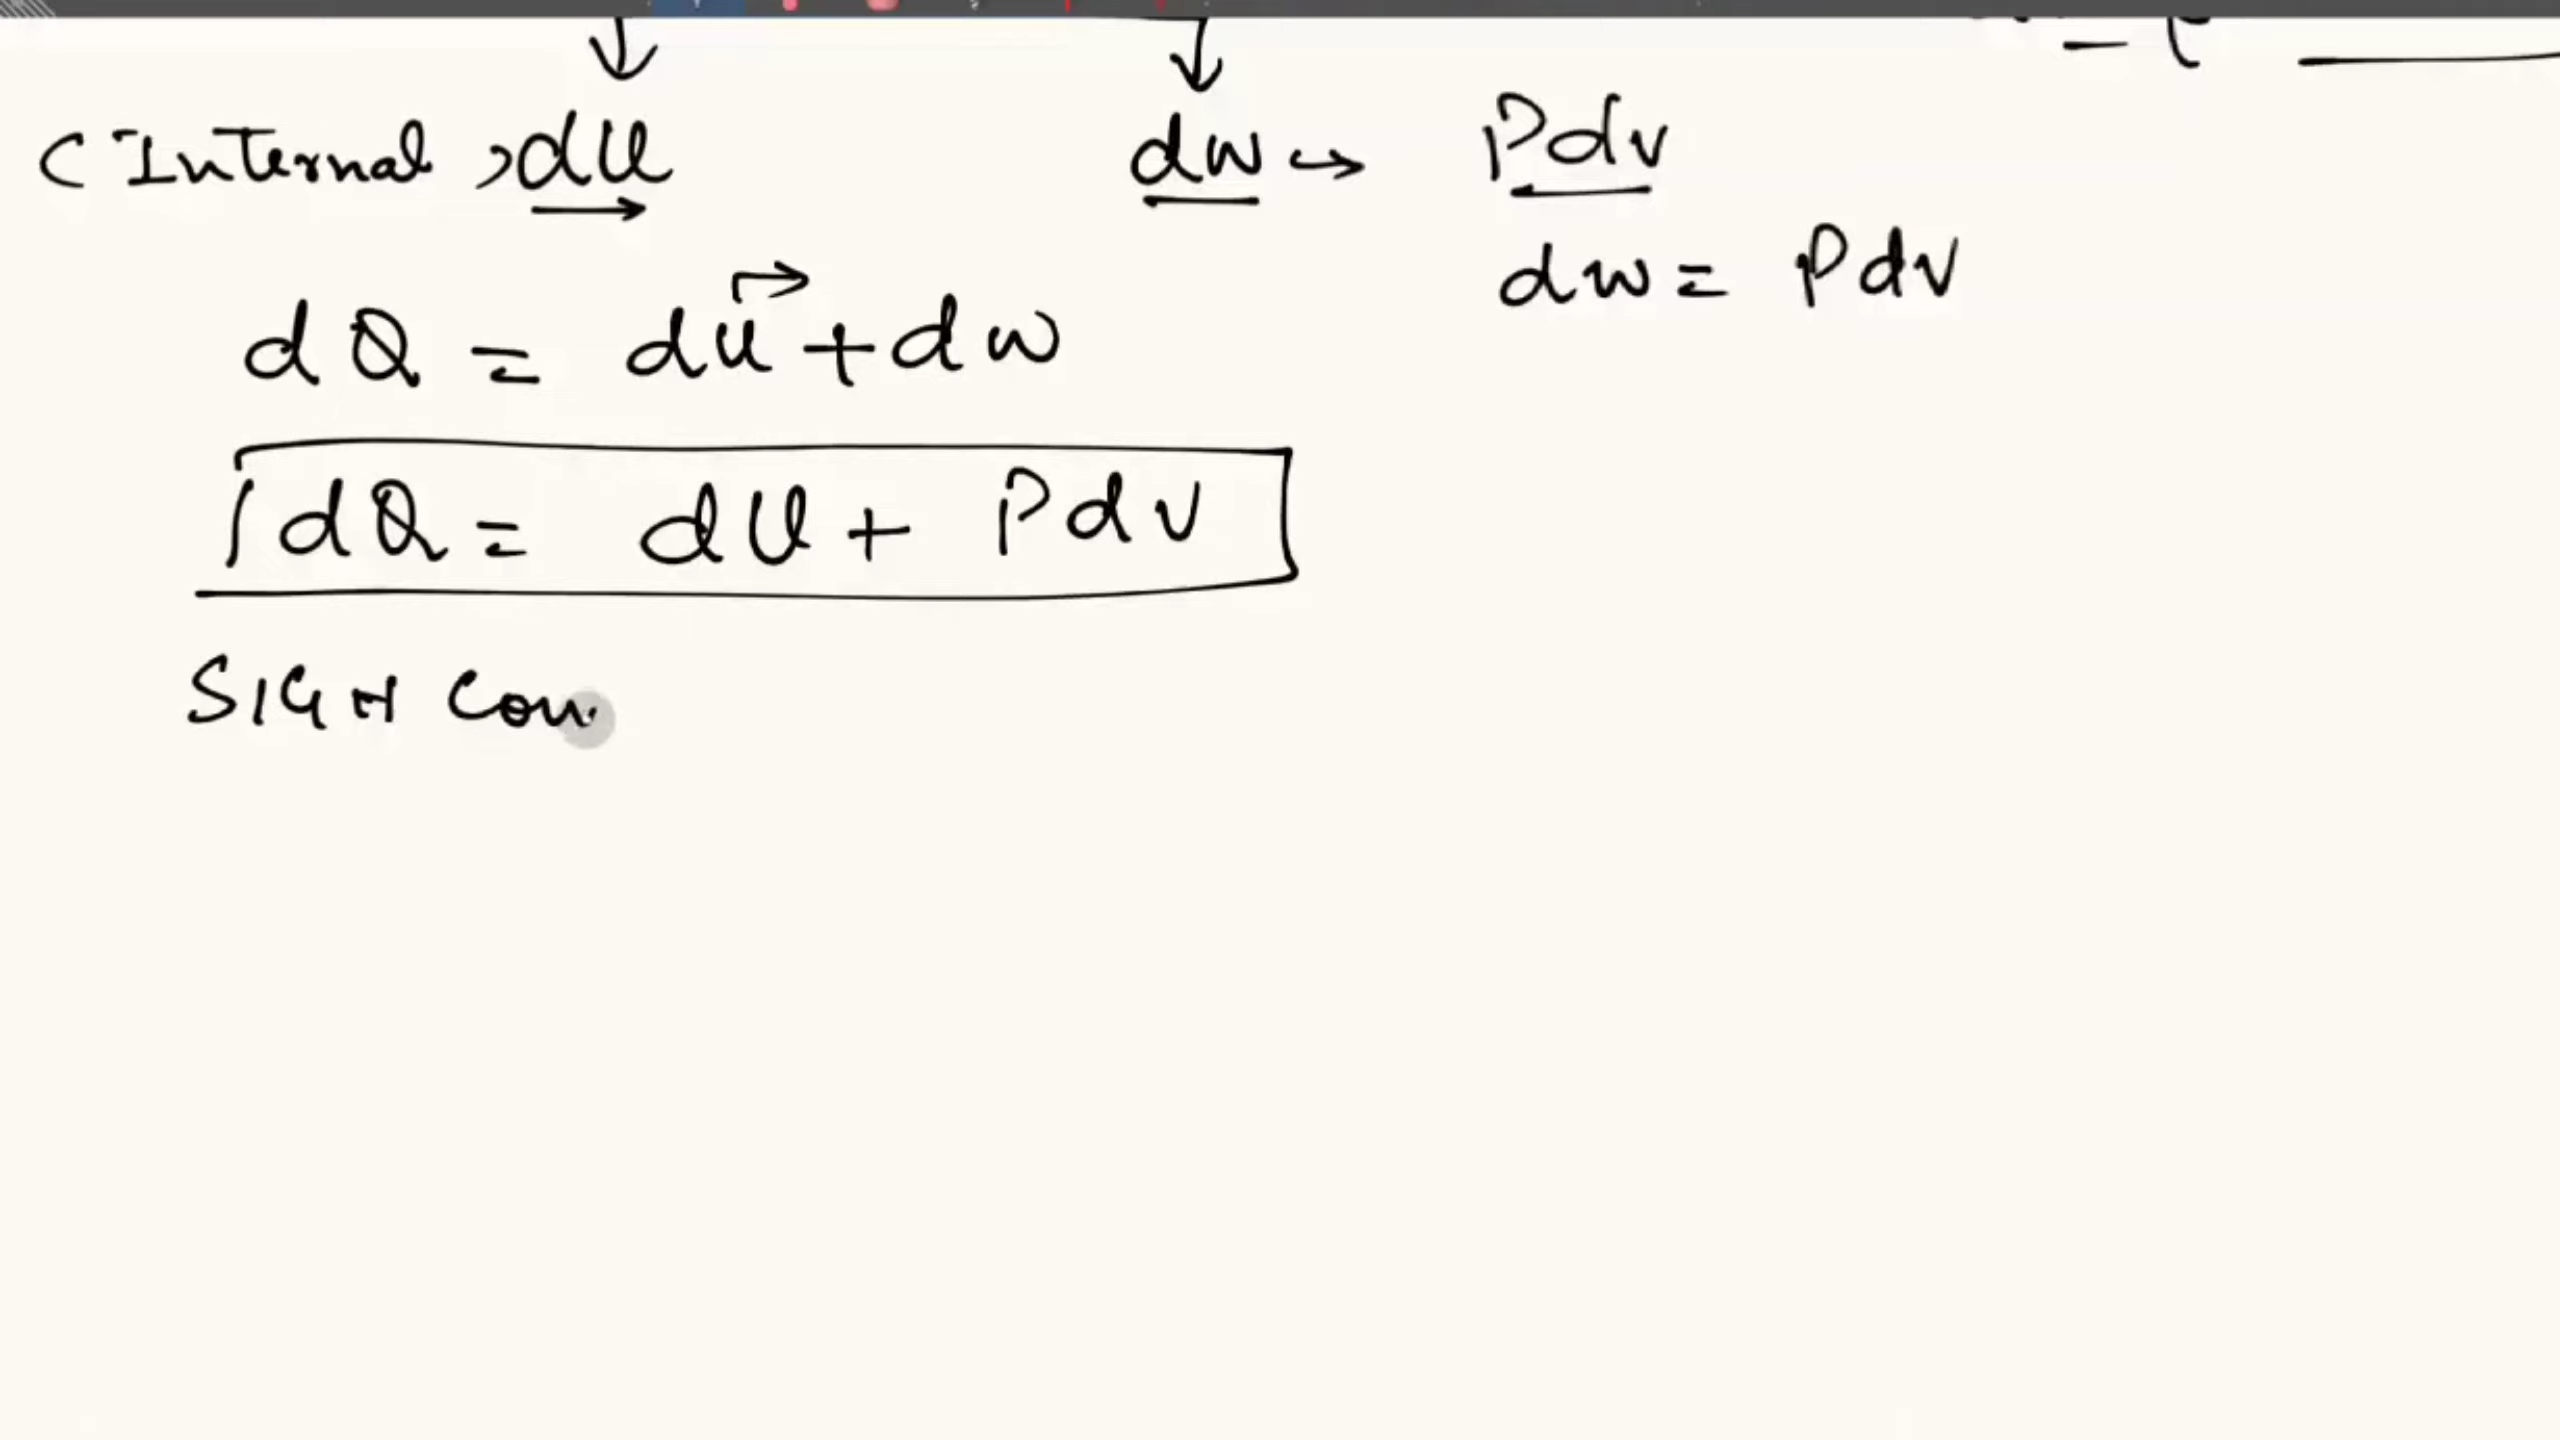 (Internal) dU
dw → Pdv
dw = Pdv
dQ = du + dw
dQ = dU + PdV
SIGN Con